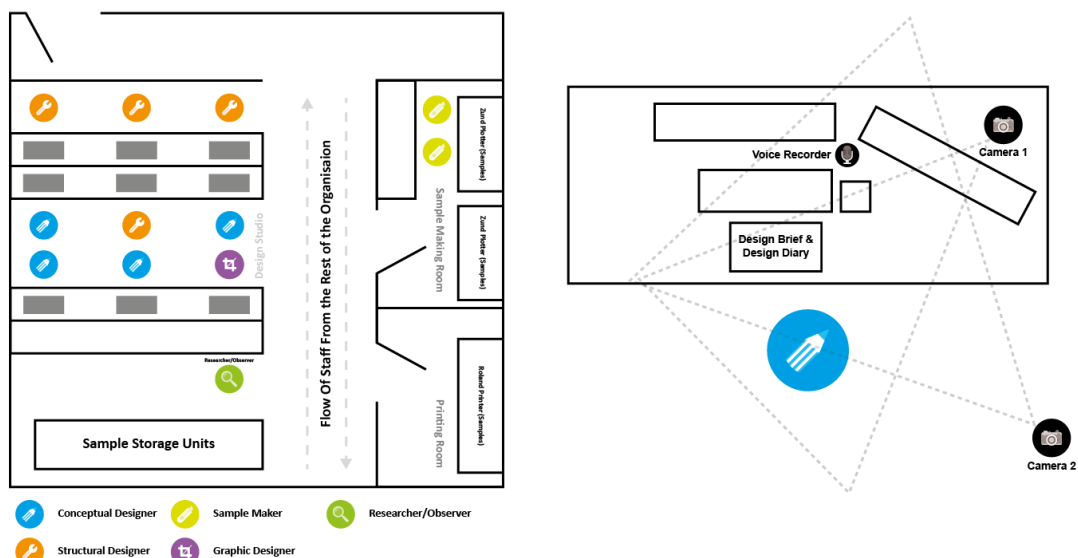 Zund Plotter (Samples)
Zund Plotter (Samples)
Roland Printer (Samples)
Sample Making Room
Printing Room
Flow Of Staff From the Rest of the Organisaion
Design Studio
Researcher/Observer
Sample Storage Units
Conceptual Designer
Sample Maker
Researcher/Observer
Structural Designer
Graphic Designer
Voice Recorder
Camera 1
Design Brief &
Design Diary
Camera 2